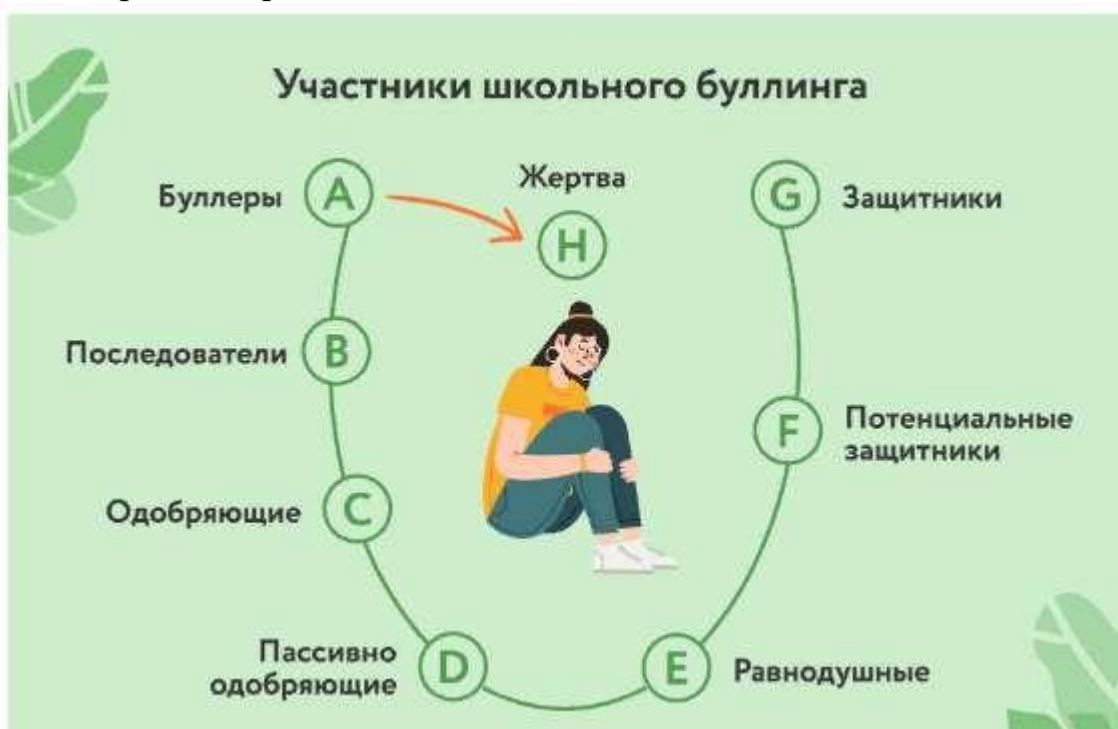 Участники школьного буллинга
Буллеры
A
Жертва
H
G
Защитники
Последователи
B
F
Потенциальные
защитники
Одобряющие
C
Пассивно
одобряющие
D
E
Равнодушные